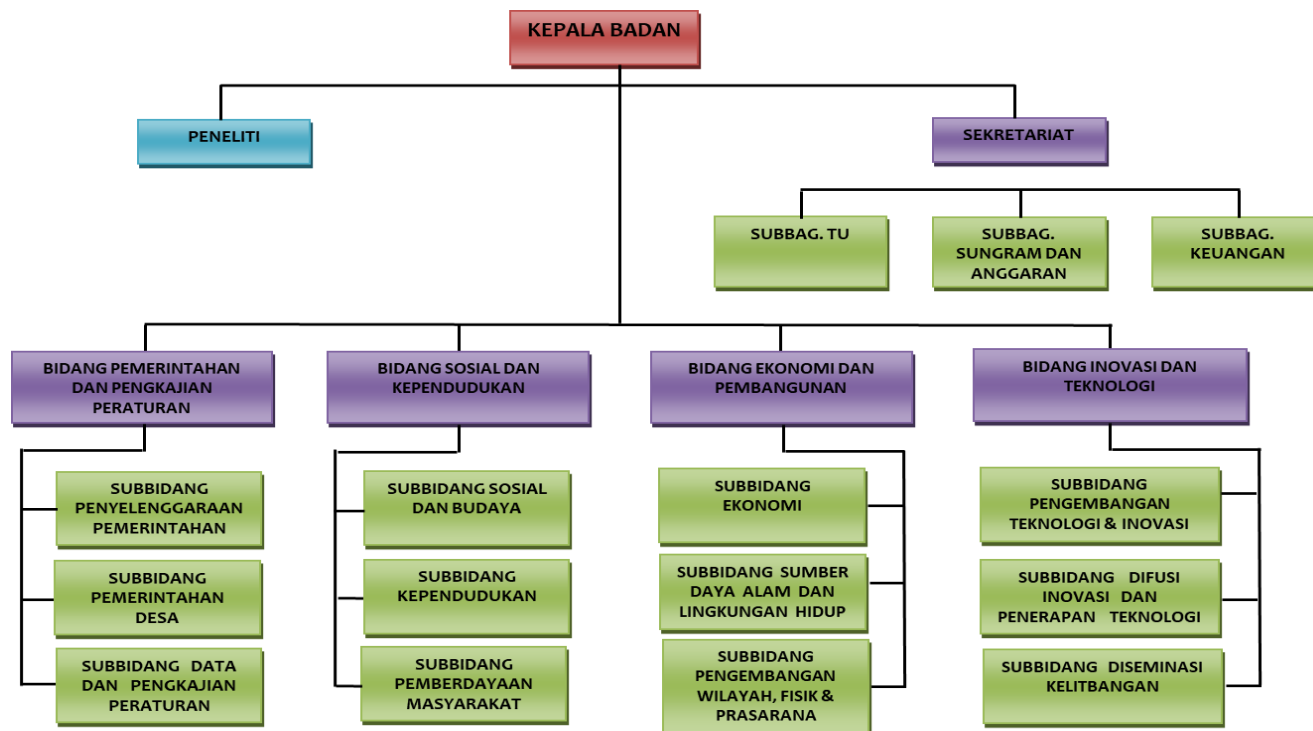 KEPALA BADAN
PENELITI
SEKRETARIAT
SUBBAG. TU
SUBBAG.
SUNGRAM DAN
ANGGARAN
SUBBAG.
KEUANGAN
BIDANG PEMERINTAHAN
DAN PENGKAJIAN
PERATURAN
BIDANG SOSIAL DAN
KEPENDUDUKAN
BIDANG EKONOMI DAN
PEMBANGUNAN
BIDANG INOVASI DAN
TEKNOLOGI
SUBBIDANG
PENYELENGGARAAN
PEMERINTAHAN
SUBBIDANG
PEMERINTAHAN
DESA
SUBBIDANG DATA
DAN PENGKAJIAN
PERATURAN
SUBBIDANG SOSIAL
DAN BUDAYA
SUBBIDANG
KEPENDUDUKAN
SUBBIDANG
PEMBERDAYAAN
MASYARAKAT
SUBBIDANG
EKONOMI
SUBBIDANG SUMBER
DAYA ALAM DAN
LINGKUNGAN HIDUP
SUBBIDANG
PENGEMBANGAN
WILAYAH, FISIK &
PRASARANA
SUBBIDANG
PENGEMBANGAN
TEKNOLOGI & INOVASI
SUBBIDANG DIFUSI
INOVASI DAN
PENERAPAN TEKNOLOGI
SUBBIDANG DISEMINASI
KELITBANGAN